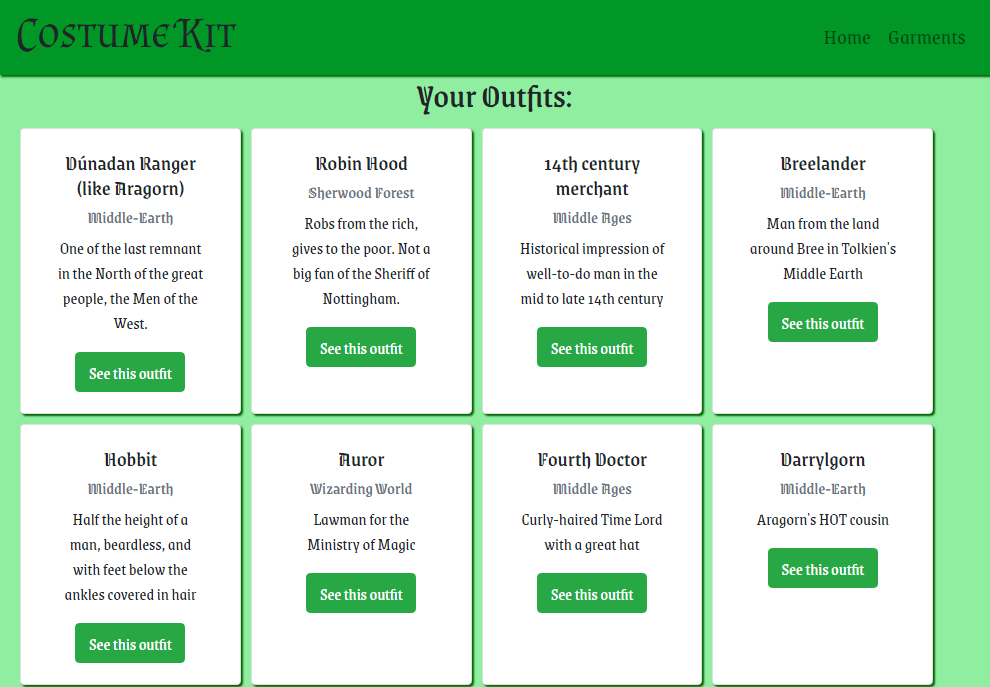 CostumeKit
Home Garments
Your Outfits:
Dúnadan Ranger
(like Aragorn)
Middle-Earth
One of the last remnant
in the North of the great
people, the Men of the
West.
See this outfit
Robin Hood
Sherwood Forest
Robs from the rich,
gives to the poor. Not a
big fan of the Sheriff of
Nottingham.
See this outfit
14th century
merchant
Middle Ages
Historical impression of
well-to-do man in the
mid to late 14th century
See this outfit
Breelander
Middle-Earth
Man from the land
around Bree in Tolkien's
Middle Earth
See this outfit
Hobbit
Middle-Earth
Half the height of a
man, beardless, and
with feet below the
ankles covered in hair
See this outfit
Auror
Wizarding World
Lawman for the
Ministry of Magic
See this outfit
Fourth Doctor
Middle Ages
Curly-haired Time Lord
with a great hat
See this outfit
Darrylgorn
Middle-Earth
Aragorn's HOT cousin
See this outfit